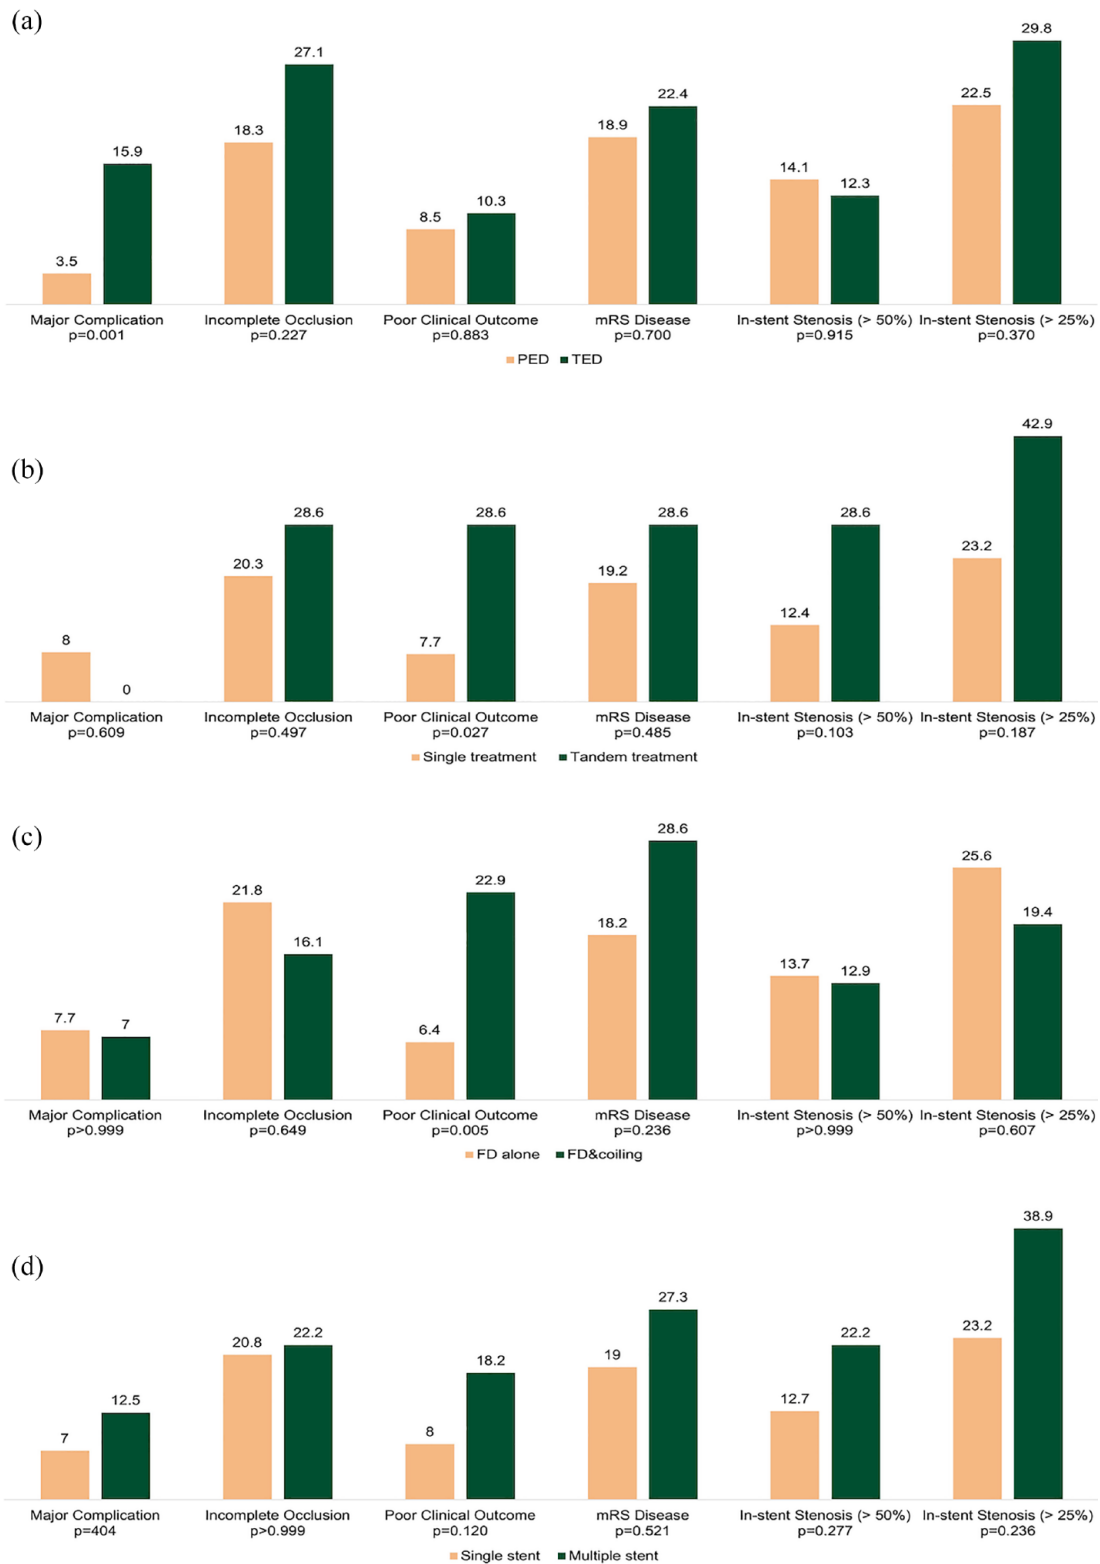 (a)
29.8
27.1
22.4
22.5
18.3
18.9
15.9
14.1
12.3
8.5
10.3
3.5
Major Complication Incomplete Occlusion Poor Clinical Outcome mRS Disease In-stent Stenosis (> 50%) In-stent Stenosis (> 25%)
p=0.001 p=0.227 p=0.883 p=0.700 p=0.915 p=0.370
PED TED
(b)
42.9
28.6 28.6 28.6 28.6
20.3 19.2 23.2
12.4
8 7.7
0
Major Complication Incomplete Occlusion Poor Clinical Outcome mRS Disease In-stent Stenosis (> 50%) In-stent Stenosis (> 25%)
p=0.609 p=0.497 p=0.027 p=0.485 p=0.103 p=0.187
Single treatment Tandem treatment
(c)
28.6
25.6
21.8 22.9
18.2 19.4
16.1
13.7 12.9
7.7 7 6.4
Major Complication Incomplete Occlusion Poor Clinical Outcome mRS Disease In-stent Stenosis (> 50%) In-stent Stenosis (> 25%)
p>0.999 p=0.649 p=0.005 p=0.236 p>0.999 p=0.607
FD alone FD&coiling
(d)
38.9
27.3
20.8 22.2 22.2 23.2
18.2 19
12.5 12.7
7 8
Major Complication Incomplete Occlusion Poor Clinical Outcome mRS Disease In-stent Stenosis (> 50%) In-stent Stenosis (> 25%)
p=404 p>0.999 p=0.120 p=0.521 p=0.277 p=0.236
Single stent Multiple stent